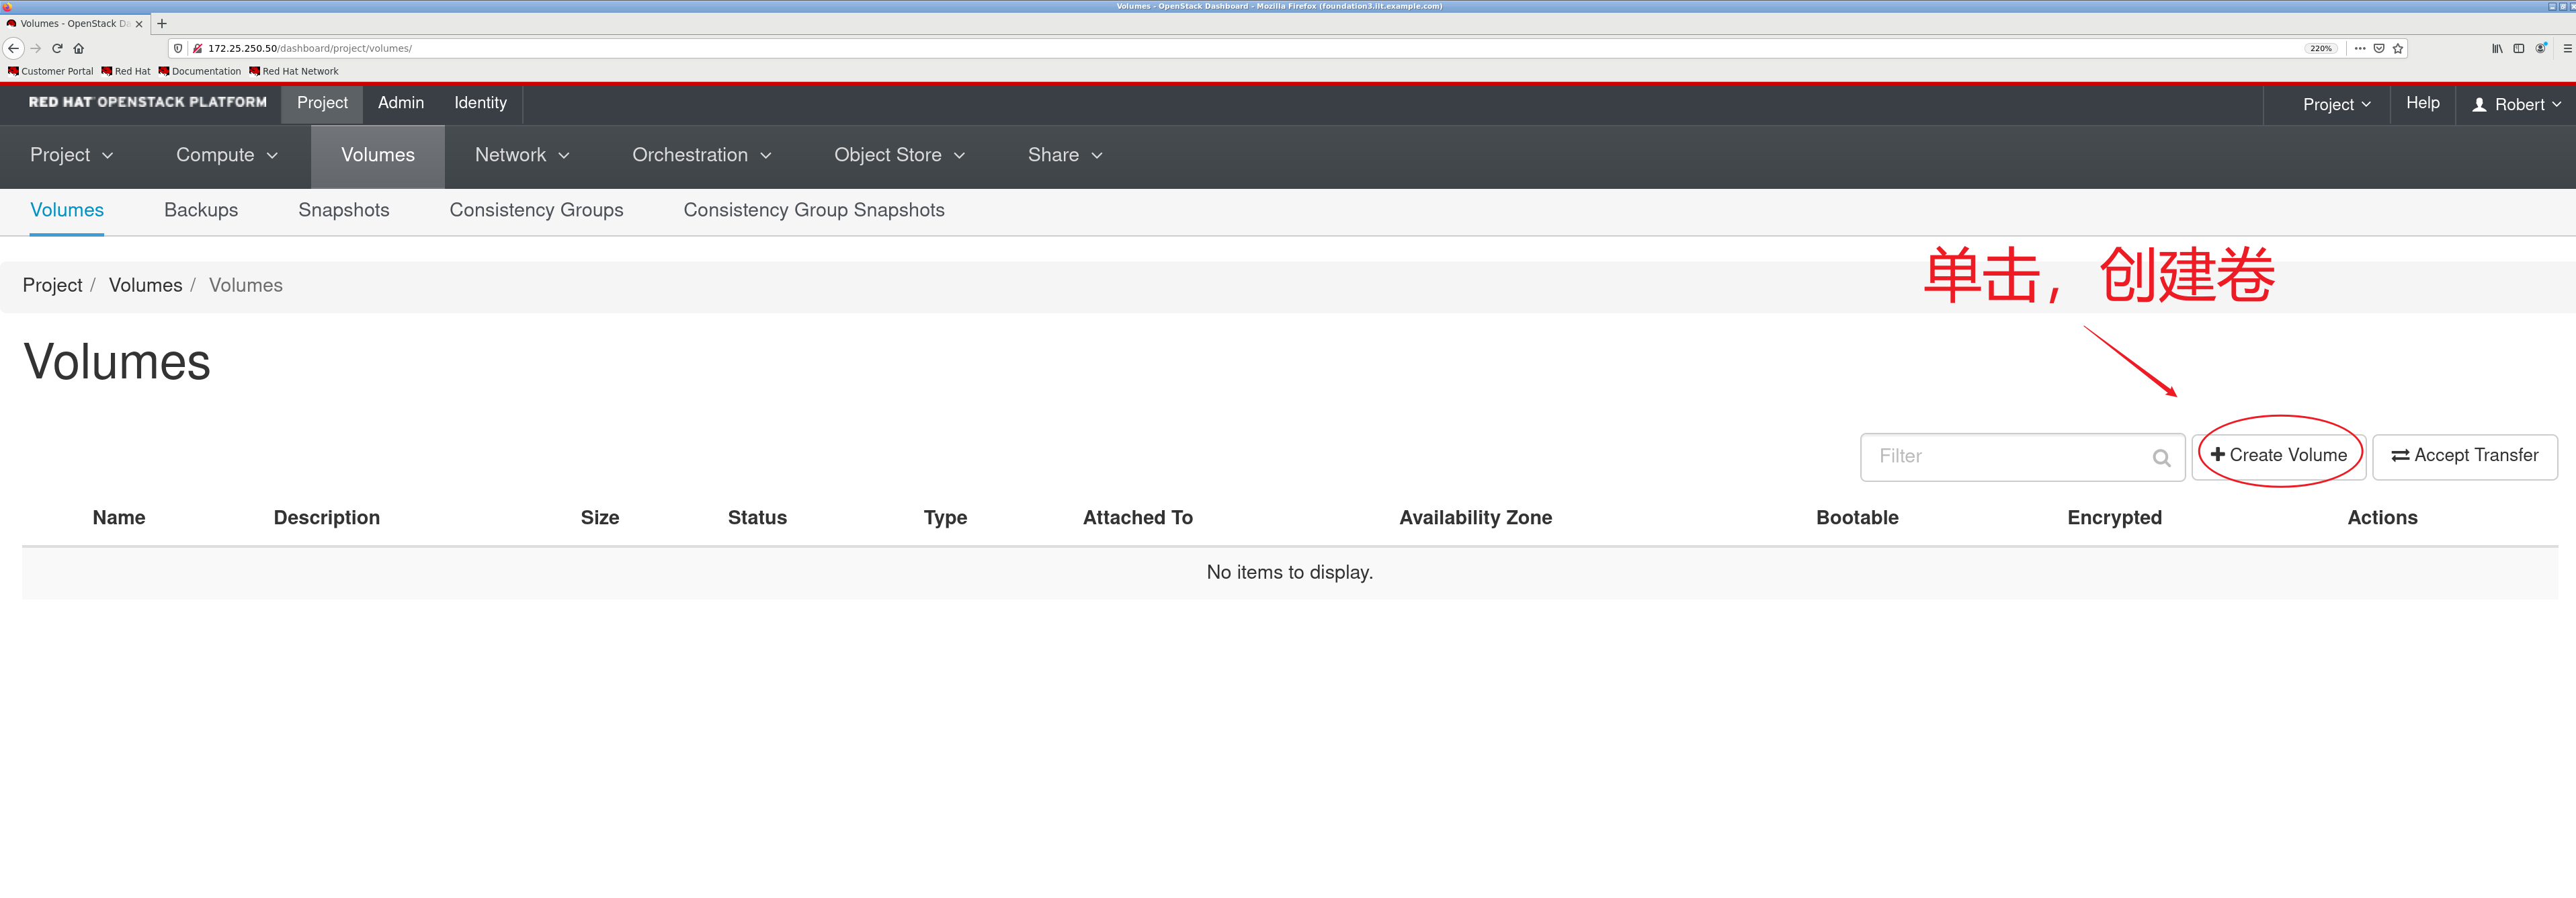 Volumes - OpenStack Dashboard - Mozilla Firefox (foundation3.ilt.example.com)
Volumes - OpenStack Da
172.25.250.50/dashboard/project/volumes/
220%
Customer Portal Red Hat Documentation Red Hat Network
RED HAT OPENSTACK PLATFORM Project Admin Identity Project Help Robert
Project Compute Volumes Network Orchestration Object Store Share
Volumes Backups Snapshots Consistency Groups Consistency Group Snapshots
单击，创建卷
Project / Volumes / Volumes
Volumes
Filter Create Volume Accept Transfer
Name Description Size Status Type Attached To Availability Zone Bootable Encrypted Actions
No items to display.